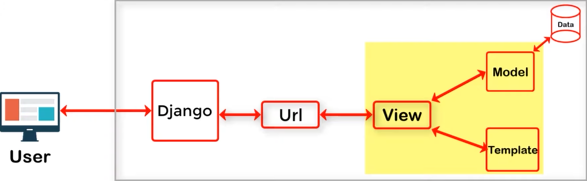 Data
Model
Django
Url
View
Template
User